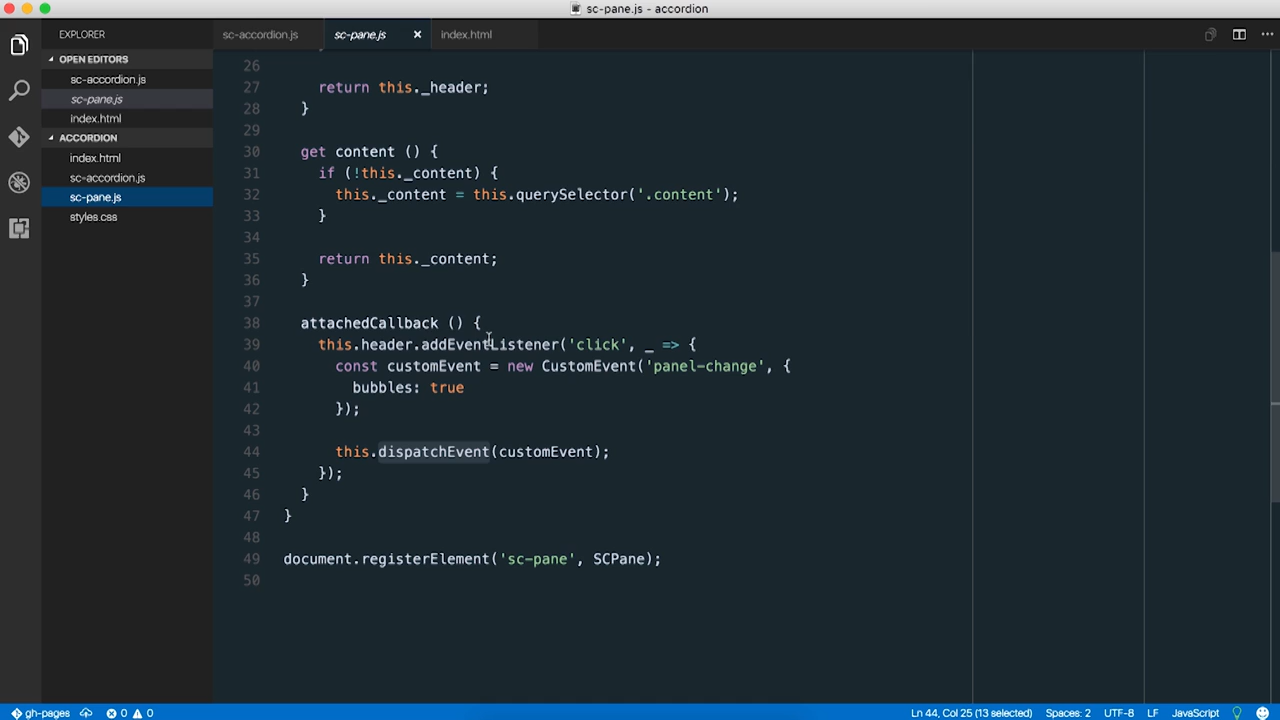 sc-pane.js - accordion
EXPLORER
OPEN EDITORS
sc-accordion.js
sc-pane.js
index.html
ACCORDION
index.html
sc-accordion.js
sc-pane.js
styles.css
sc-accordion.js sc-pane.js × index.html
26
27 return this._header;
28 }
29
30 get content () {
31 if (!this._content) {
32 this._content = this.querySelector('.content');
33 }
34
35 return this._content;
36 }
37
38 attachedCallback () {
39 this.header.addEventListener('click', _ => {
40 const customEvent = new CustomEvent('panel-change', {
41 bubbles: true
42 });
43
44 this.dispatchEvent(customEvent);
45 });
46 }
47 }
48
49 document.registerElement('sc-pane', SCPane);
50
gh-pages 0 0 Ln 44, Col 25 (13 selected) Spaces: 2 UTF-8 LF JavaScript